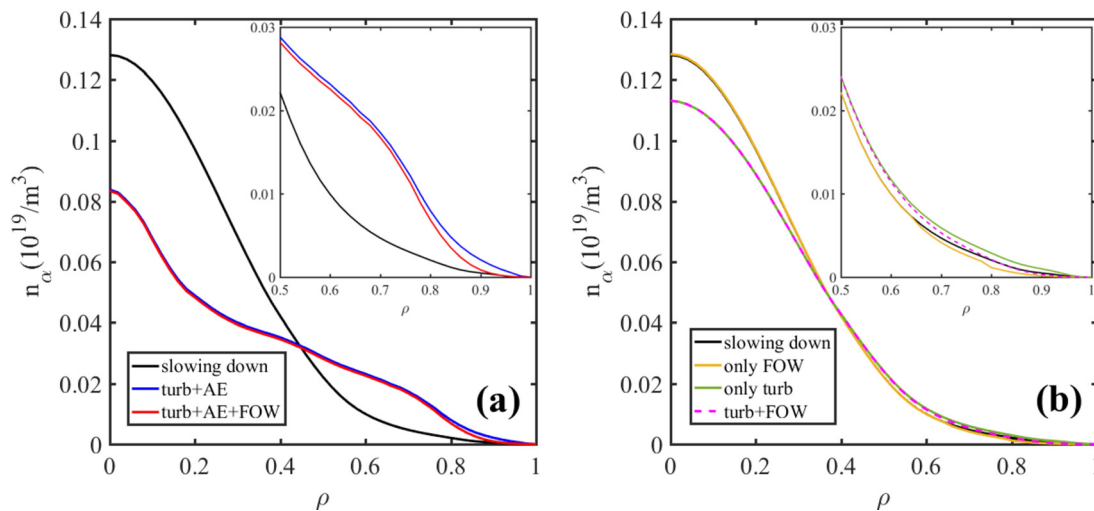 0.14
0.12
0.1
0.08
0.06
0.04
0.02
0
n_α(10^19/m^3)
0 0.2 0.4 0.6 0.8 1
ρ
0.03
0.02
0.01
0
0.5 0.6 0.7 0.8 0.9 1
ρ
slowing down
turb+AE
turb+AE+FOW
(a)
0.14
0.12
0.1
0.08
0.06
0.04
0.02
0
n_α(10^19/m^3)
0 0.2 0.4 0.6 0.8 1
ρ
0.03
0.02
0.01
0
0.5 0.6 0.7 0.8 0.9 1
ρ
slowing down
only FOW
only turb
turb+FOW
(b)